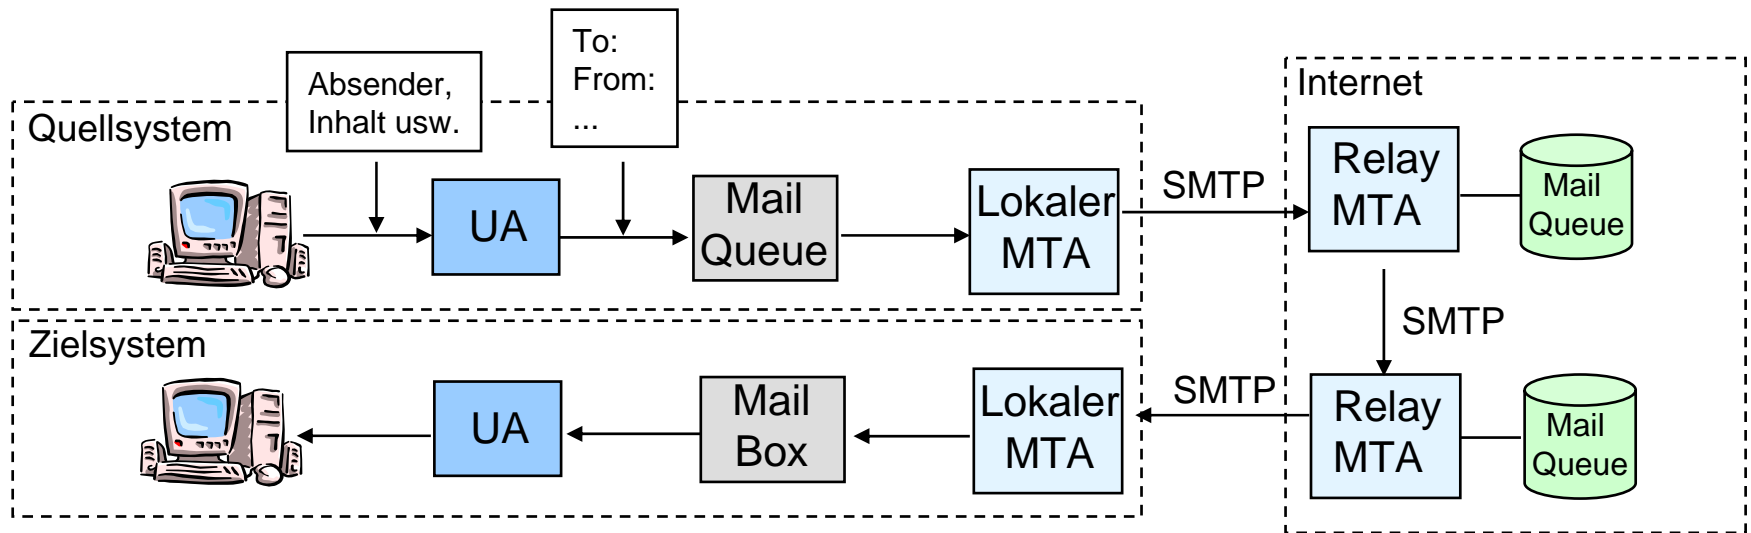 To:
From:
...
Absender,
Inhalt usw.
Internet
Quellsystem
UA
Mail
Queue
Lokaler
MTA
SMTP
Relay
MTA
Mail
Queue
SMTP
Zielsystem
UA
Mail
Box
Lokaler
MTA
SMTP
Relay
MTA
Mail
Queue